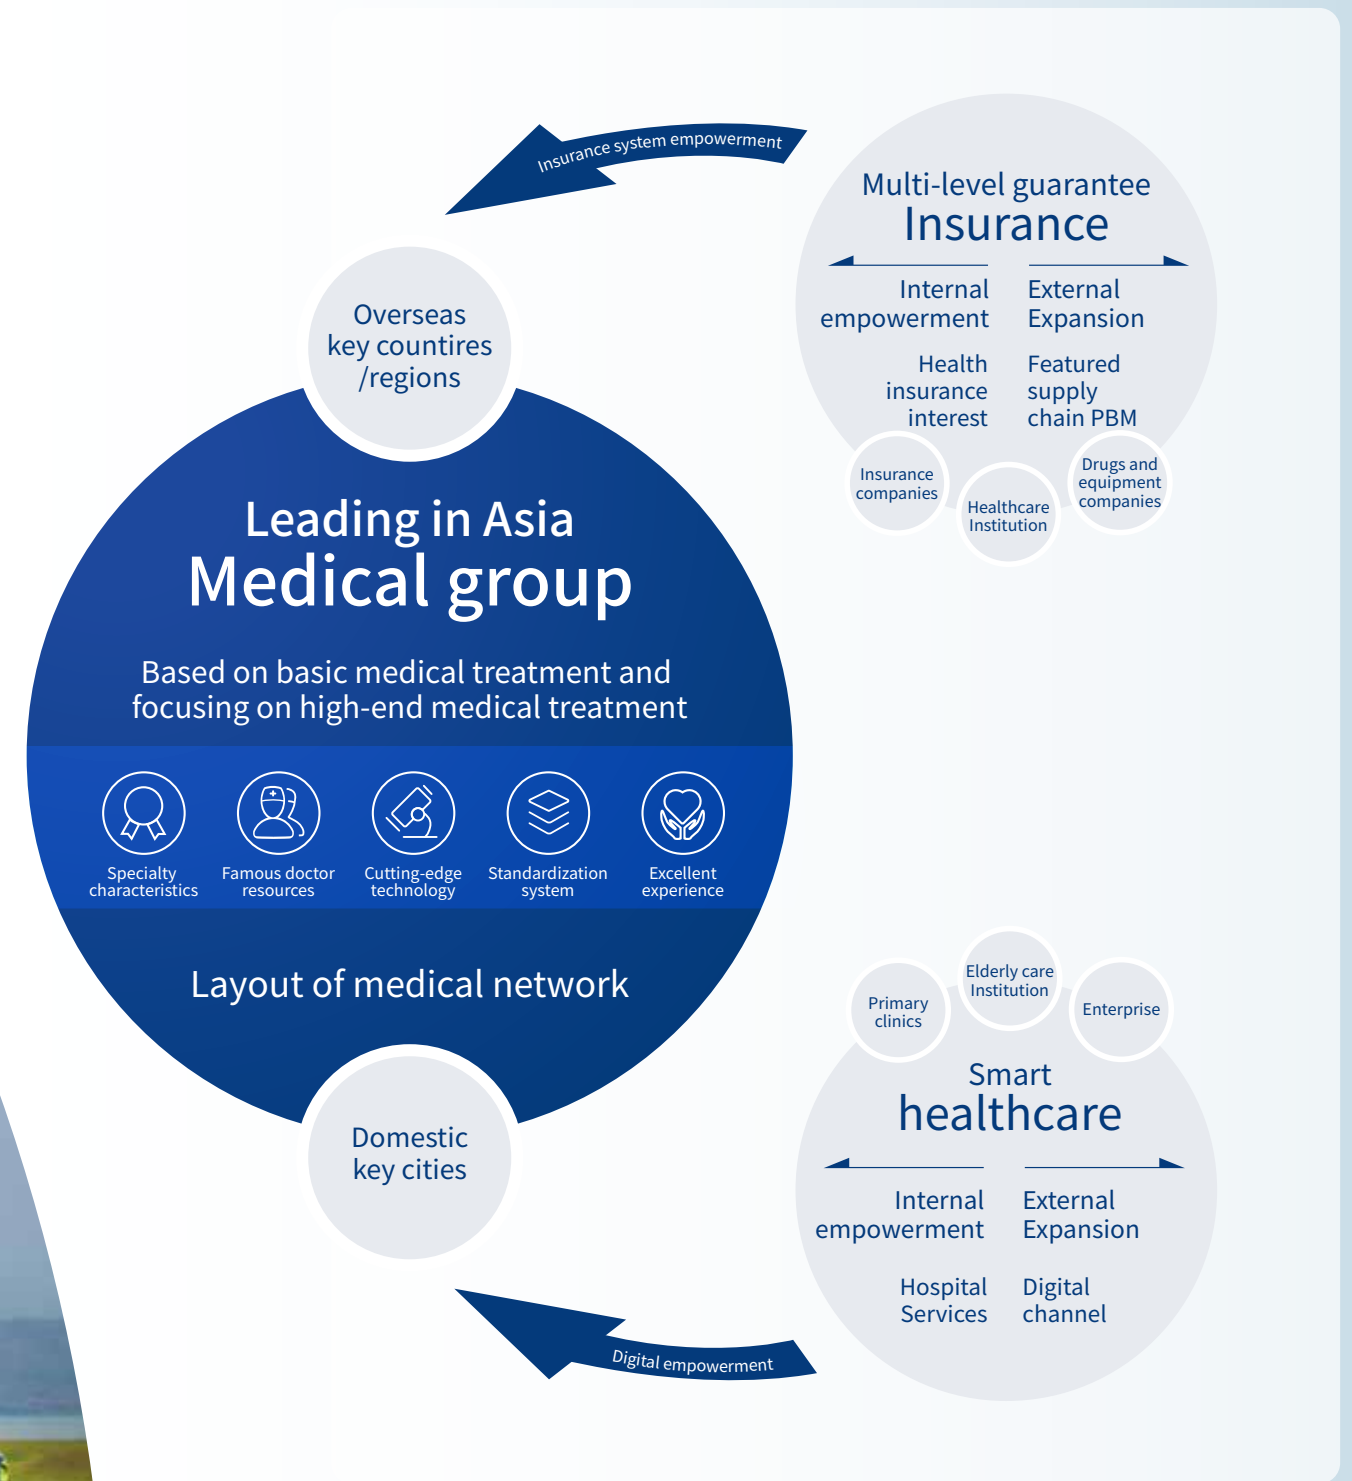 Insurance system empowerment
Multi-level guarantee
Insurance
Internal
empowerment
External
Expansion
Health
insurance
interest
Featured
supply
chain PBM
Insurance
companies
Healthcare
Institution
Drugs and
equipment
companies
Overseas
key countires
/regions
Leading in Asia
Medical group
Based on basic medical treatment and
focusing on high-end medical treatment
Specialty
characteristics
Famous doctor
resources
Cutting-edge
technology
Standardization
system
Excellent
experience
Layout of medical network
Domestic
key cities
Primary
clinics
Elderly care
Institution
Enterprise
Smart
healthcare
Internal
empowerment
External
Expansion
Hospital
Services
Digital
channel
Digital empowerment